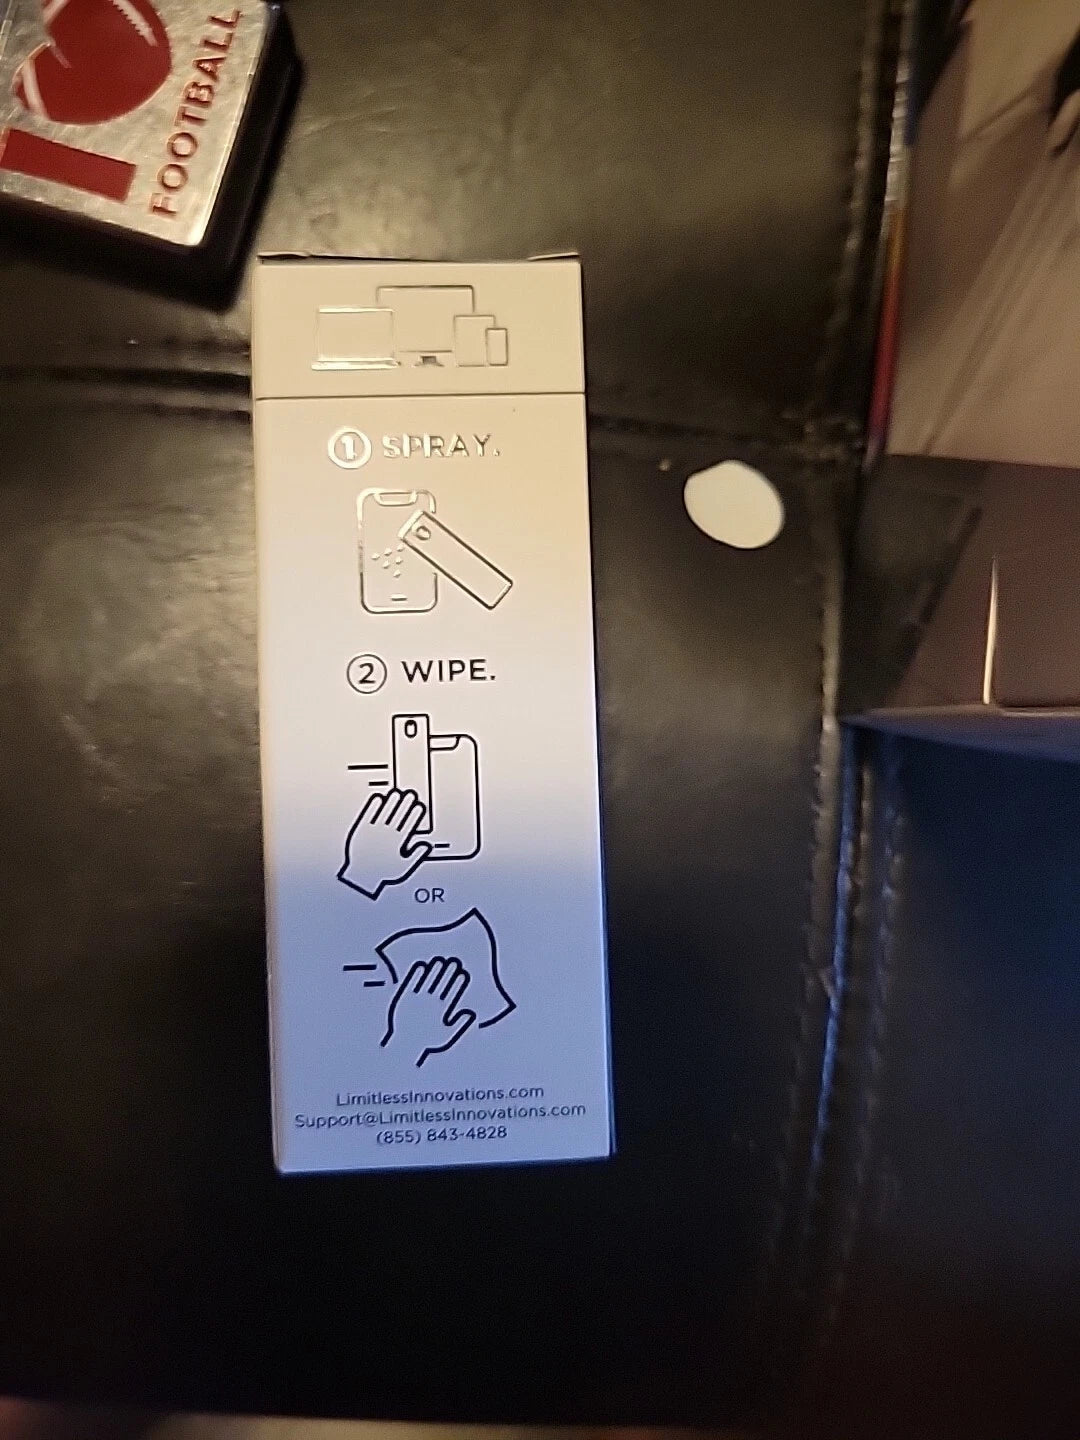 I
FOOTBALL
1 SPRAY.
2 WIPE.
OR
LimitlessInnovations.com
Support@LimitlessInnovations.com
(855) 843-4828